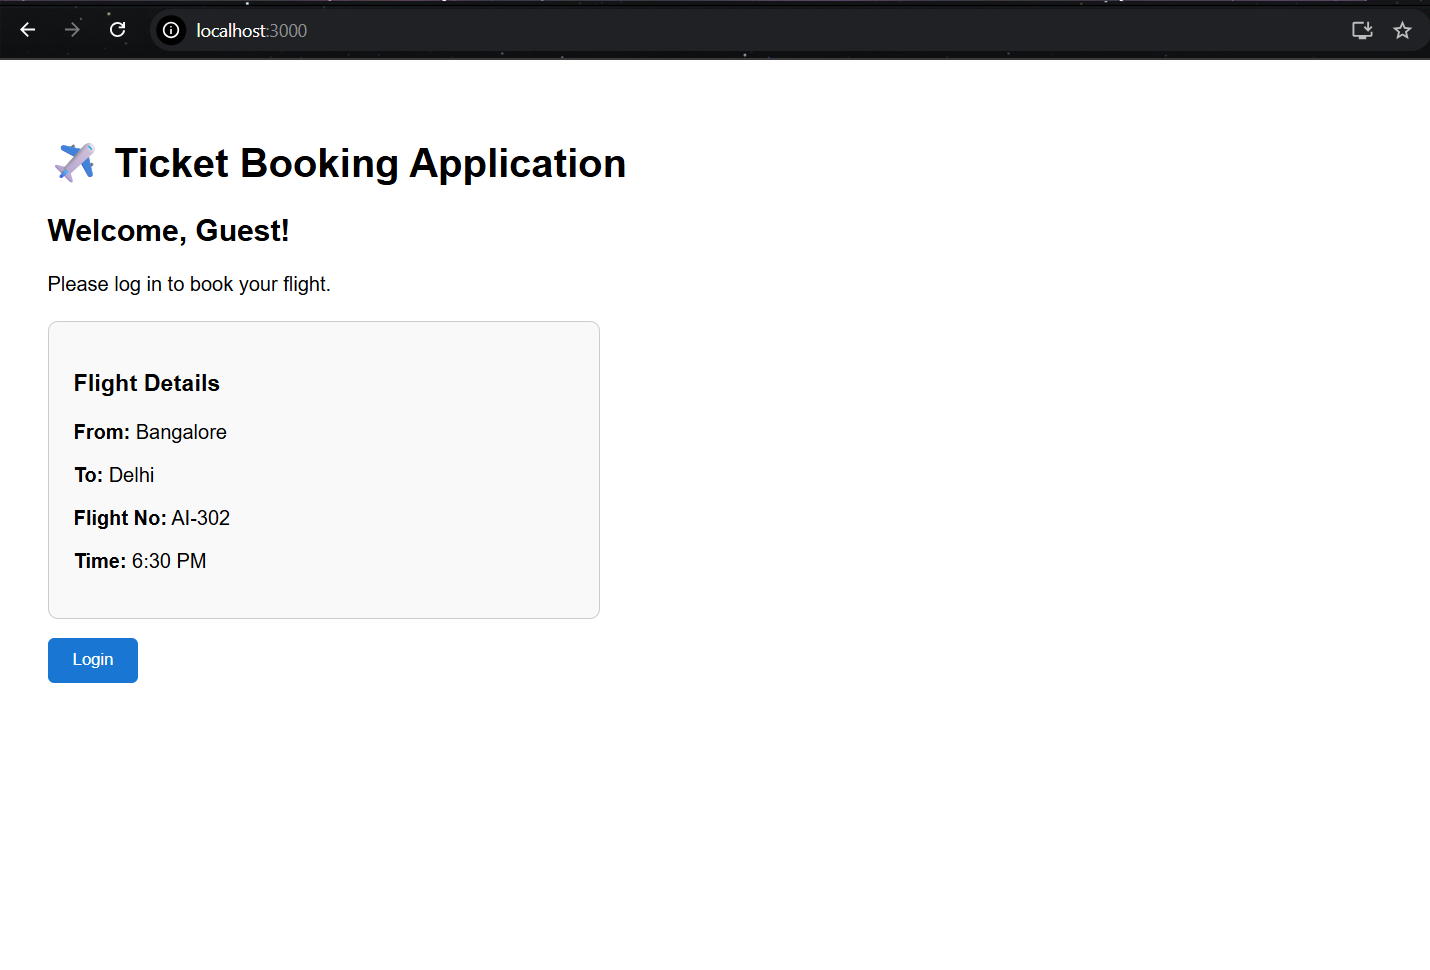 localhost:3000
Ticket Booking Application
Welcome, Guest!
Please log in to book your flight.
Flight Details
From: Bangalore
To: Delhi
Flight No: AI-302
Time: 6:30 PM
Login